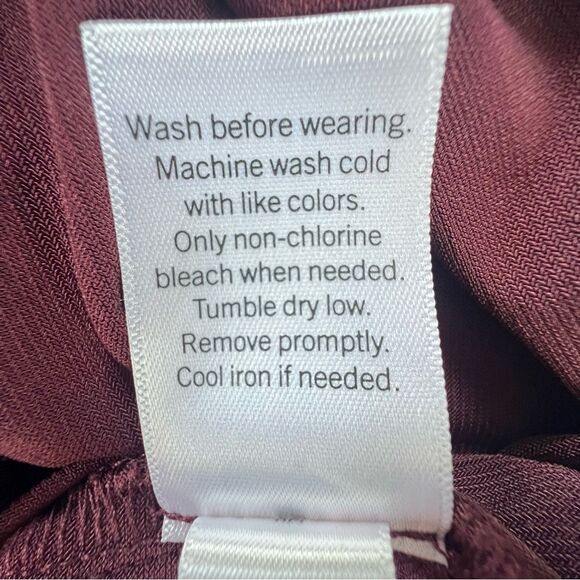 Wash before wearing.
Machine wash cold
with like colors.
Only non-chlorine
bleach when needed.
Tumble dry low.
Remove promptly.
Cool iron if needed.